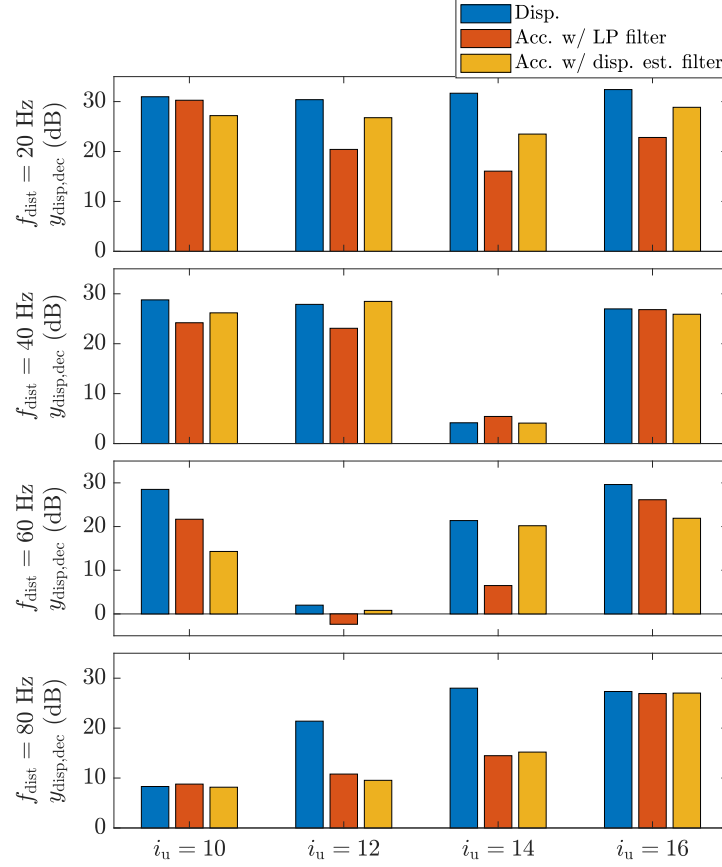 Disp.
Acc. w/ LP filter
Acc. w/ disp. est. filter
f_dist = 20 Hz
y_disp,dec (dB)
30
20
10
0
f_dist = 40 Hz
y_disp,dec (dB)
30
20
10
0
f_dist = 60 Hz
y_disp,dec (dB)
30
20
10
0
f_dist = 80 Hz
y_disp,dec (dB)
30
20
10
0
i_u = 10 i_u = 12 i_u = 14 i_u = 16